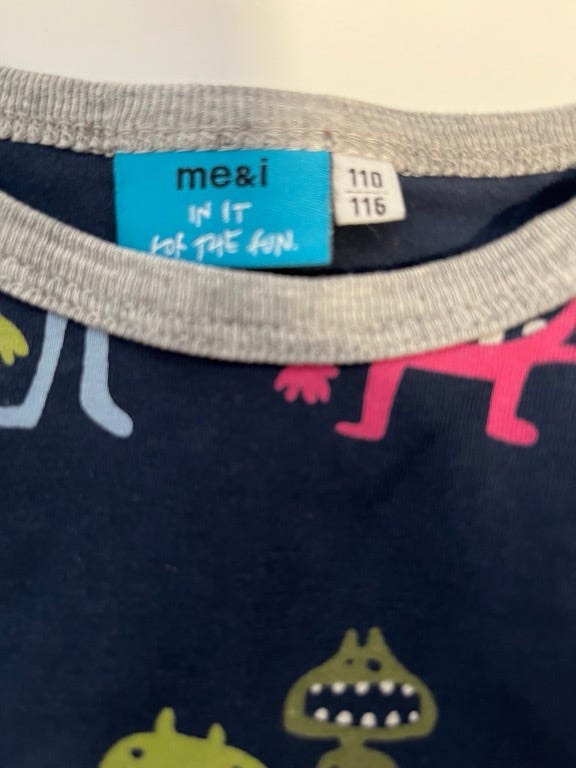 me&i
IN IT
FOR THE FUN.
110
116